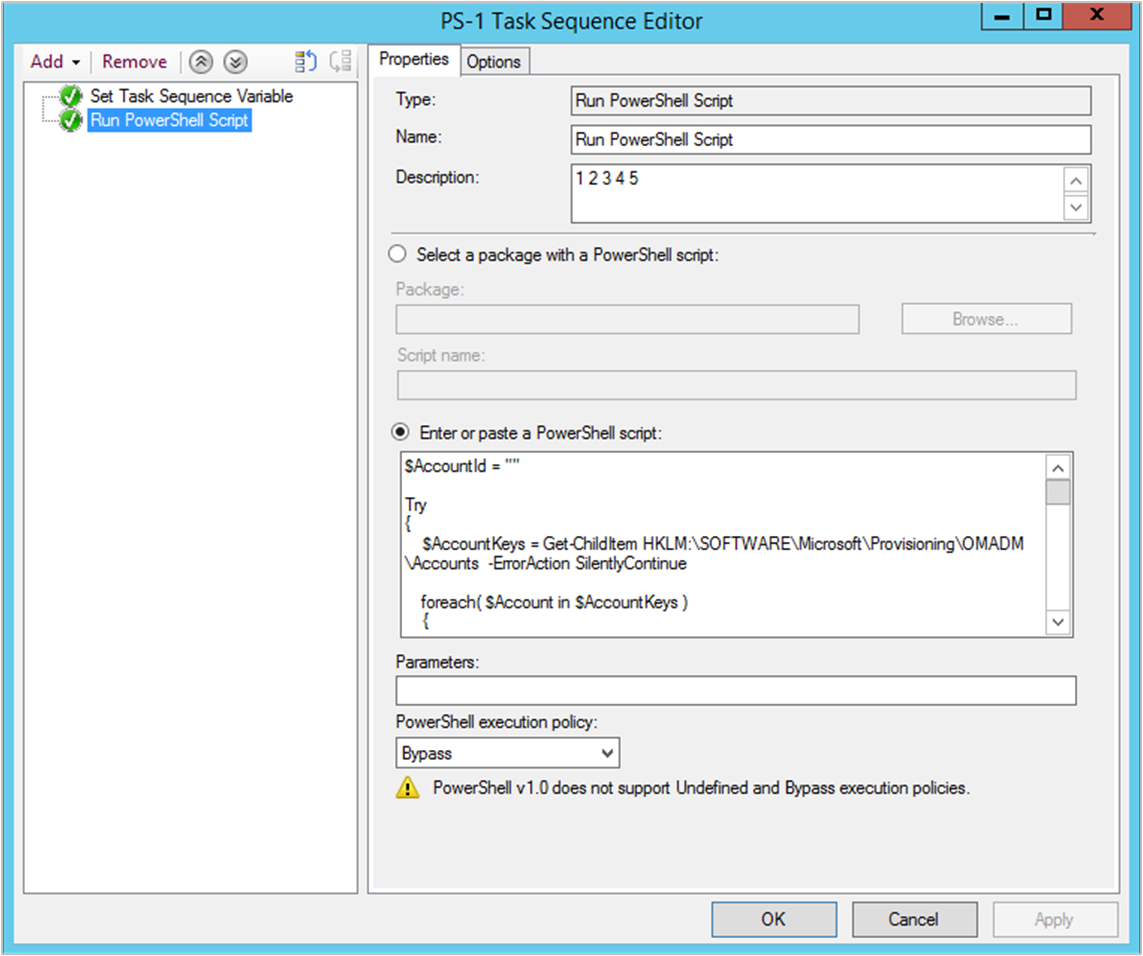 PS-1 Task Sequence Editor
Add
Remove
Set Task Sequence Variable
Run PowerShell Script
Properties
Options
Type:
Run PowerShell Script
Name:
Run PowerShell Script
Description:
1 2 3 4 5
Select a package with a PowerShell script:
Package:
Browse...
Script name:
Enter or paste a PowerShell script:
$AccountId = ""
Try
{
$AccountKeys = Get-ChildItem HKLM:\SOFTWARE\Microsoft\Provisioning\OMADM
\Accounts -ErrorAction SilentlyContinue
foreach( $Account in $AccountKeys )
{
Parameters:
PowerShell execution policy:
Bypass
PowerShell v1.0 does not support Undefined and Bypass execution policies.
OK
Cancel
Apply